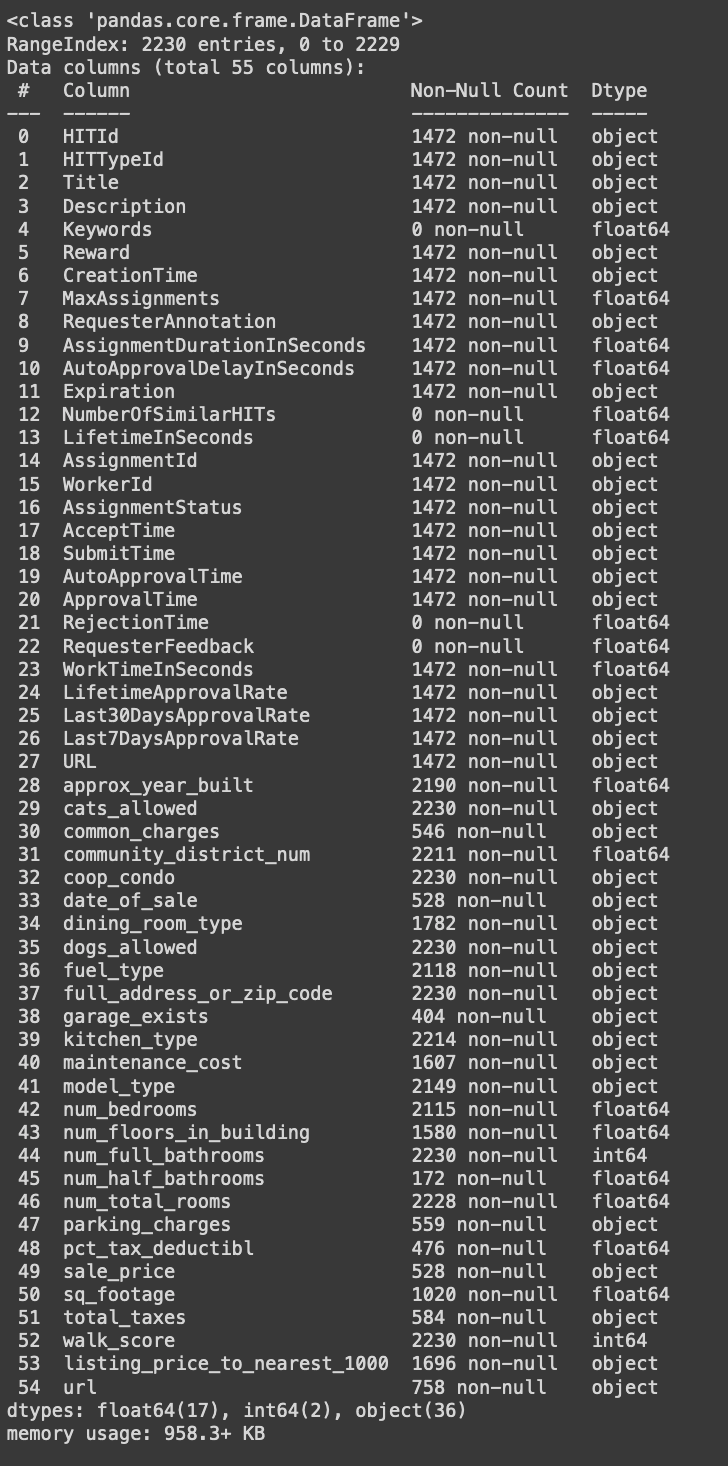 <class 'pandas.core.frame.DataFrame'>
RangeIndex: 2230 entries, 0 to 2229
Data columns (total 55 columns):
 #   Column                         Non-Null Count  Dtype
---  ------                         --------------  -----
 0   HITId                          1472 non-null   object
 1   HITTypeId                      1472 non-null   object
 2   Title                          1472 non-null   object
 3   Description                    1472 non-null   object
 4   Keywords                       0 non-null      float64
 5   Reward                         1472 non-null   object
 6   CreationTime                   1472 non-null   object
 7   MaxAssignments                 1472 non-null   float64
 8   RequesterAnnotation            1472 non-null   object
 9   AssignmentDurationInSeconds    1472 non-null   float64
 10  AutoApprovalDelayInSeconds     1472 non-null   float64
 11  Expiration                     1472 non-null   object
 12  NumberOfSimilarHITs            0 non-null      float64
 13  LifetimeInSeconds              0 non-null      float64
 14  AssignmentId                   1472 non-null   object
 15  WorkerId                       1472 non-null   object
 16  AssignmentStatus               1472 non-null   object
 17  AcceptTime                     1472 non-null   object
 18  SubmitTime                     1472 non-null   object
 19  AutoApprovalTime               1472 non-null   object
 20  ApprovalTime                   1472 non-null   object
 21  RejectionTime                  0 non-null      float64
 22  RequesterFeedback              0 non-null      float64
 23  WorkTimeInSeconds              1472 non-null   float64
 24  LifetimeApprovalRate           1472 non-null   object
 25  Last30DaysApprovalRate         1472 non-null   object
 26  Last7DaysApprovalRate          1472 non-null   object
 27  URL                            1472 non-null   object
 28  approx_year_built              2190 non-null   float64
 29  cats_allowed                   2230 non-null   object
 30  common_charges                 546 non-null    object
 31  community_district_num         2211 non-null   float64
 32  coop_condo                     2230 non-null   object
 33  date_of_sale                   528 non-null    object
 34  dining_room_type               1782 non-null   object
 35  dogs_allowed                   2230 non-null   object
 36  fuel_type                      2118 non-null   object
 37  full_address_or_zip_code       2230 non-null   object
 38  garage_exists                  404 non-null    object
 39  kitchen_type                   2214 non-null   object
 40  maintenance_cost               1607 non-null   object
 41  model_type                     2149 non-null   object
 42  num_bedrooms                   2115 non-null   float64
 43  num_floors_in_building         1580 non-null   float64
 44  num_full_bathrooms             2230 non-null   int64
 45  num_half_bathrooms             172 non-null    float64
 46  num_total_rooms                2228 non-null   float64
 47  parking_charges                559 non-null    object
 48  pct_tax_deductibl              476 non-null    float64
 49  sale_price                     528 non-null    object
 50  sq_footage                     1020 non-null   float64
 51  total_taxes                    584 non-null    object
 52  walk_score                     2230 non-null   int64
 53  listing_price_to_nearest_1000  1696 non-null   object
 54  url                            758 non-null    object
dtypes: float64(17), int64(2), object(36)
memory usage: 958.3+ KB